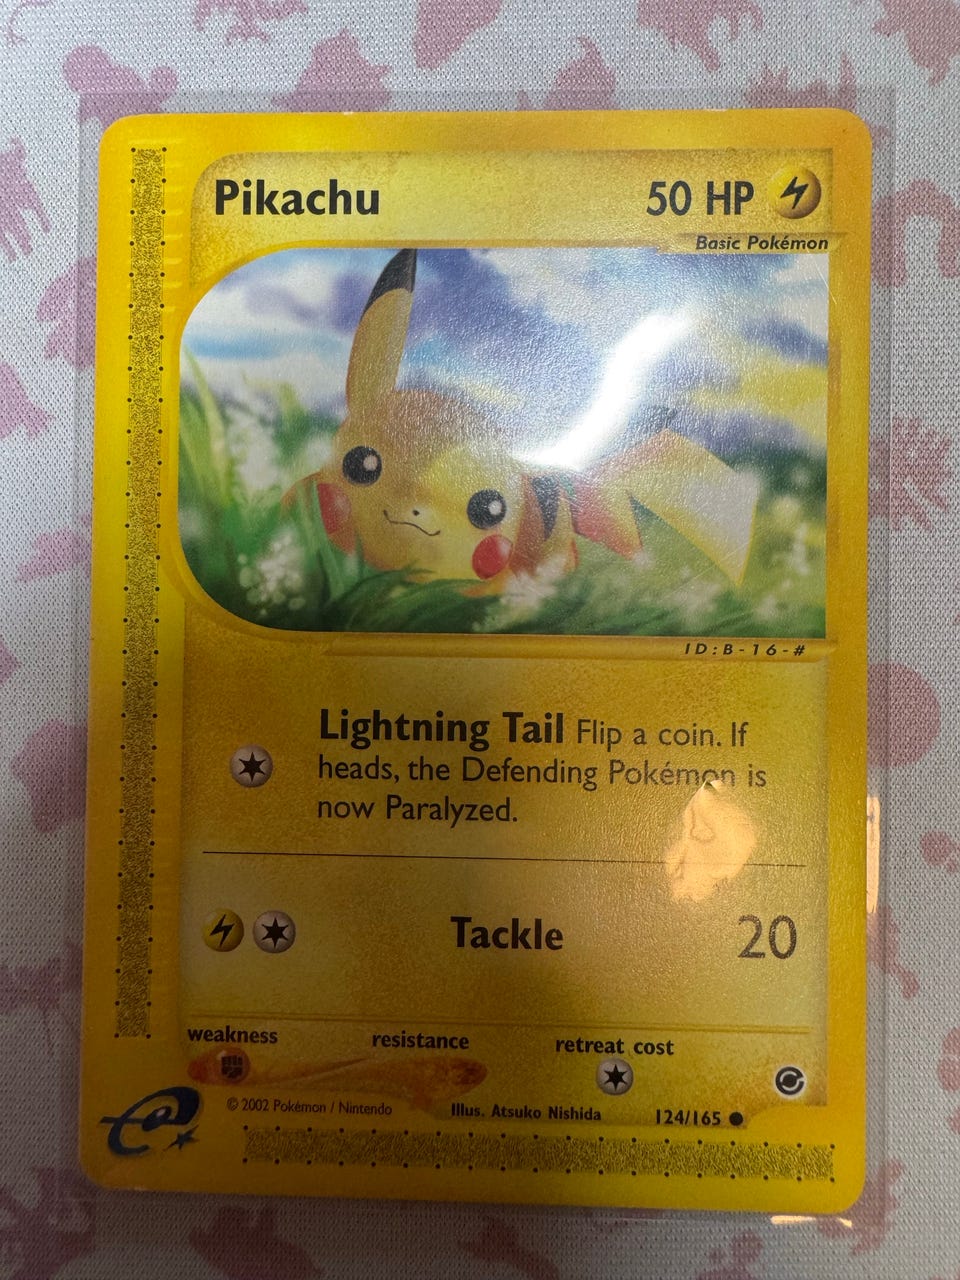 Pikachu 50 HP
Basic Pokémon
ID:B-16-#
Lightning Tail Flip a coin. If
heads, the Defending Pokémon is
now Paralyzed.
Tackle 20
weakness resistance retreat cost
© 2002 Pokémon / Nintendo Illus. Atsuko Nishida 124/165 ●
e